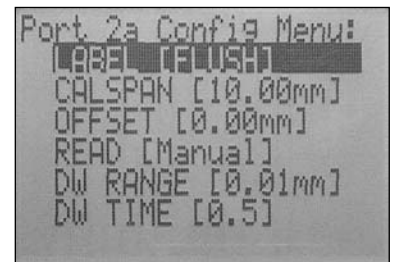 Port 2a Config Menu:
LABEL [FLUSH]
CALSPAN [10.00mm]
OFFSET [0.00mm]
READ [Manual]
DW RANGE [0.01mm]
DW TIME [0.5]